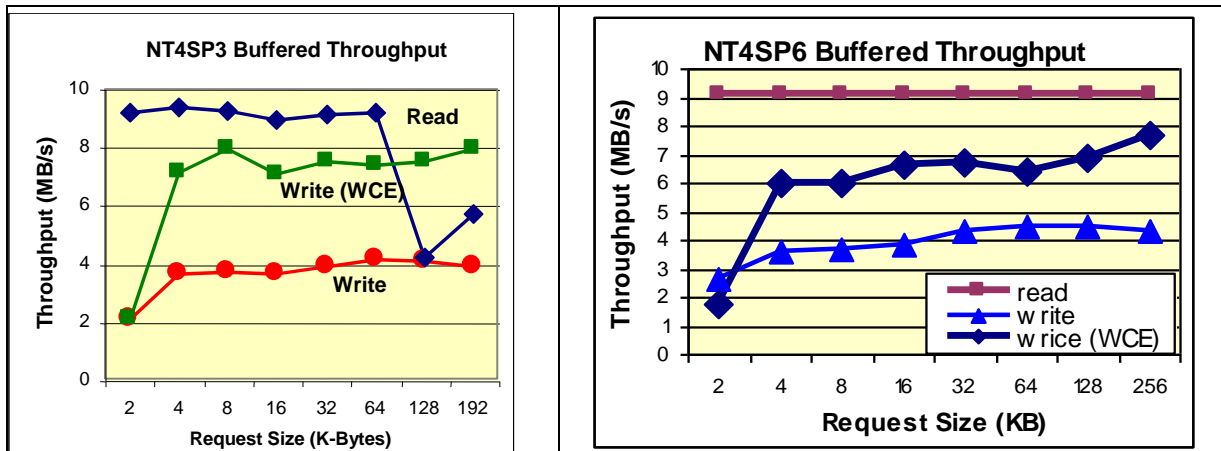 NT4SP3 Buffered Throughput
Throughput (MB/s)
10
8
6
4
2
0
Read
Write (WCE)
Write
2 4 8 16 32 64 128 192
Request Size (K-Bytes)
NT4SP6 Buffered Throughput
Throughput (MB/s)
10
9
8
7
6
5
4
3
2
1
0
read
w rite
w rice (WCE)
2 4 8 16 32 64 128 256
Request Size (KB)